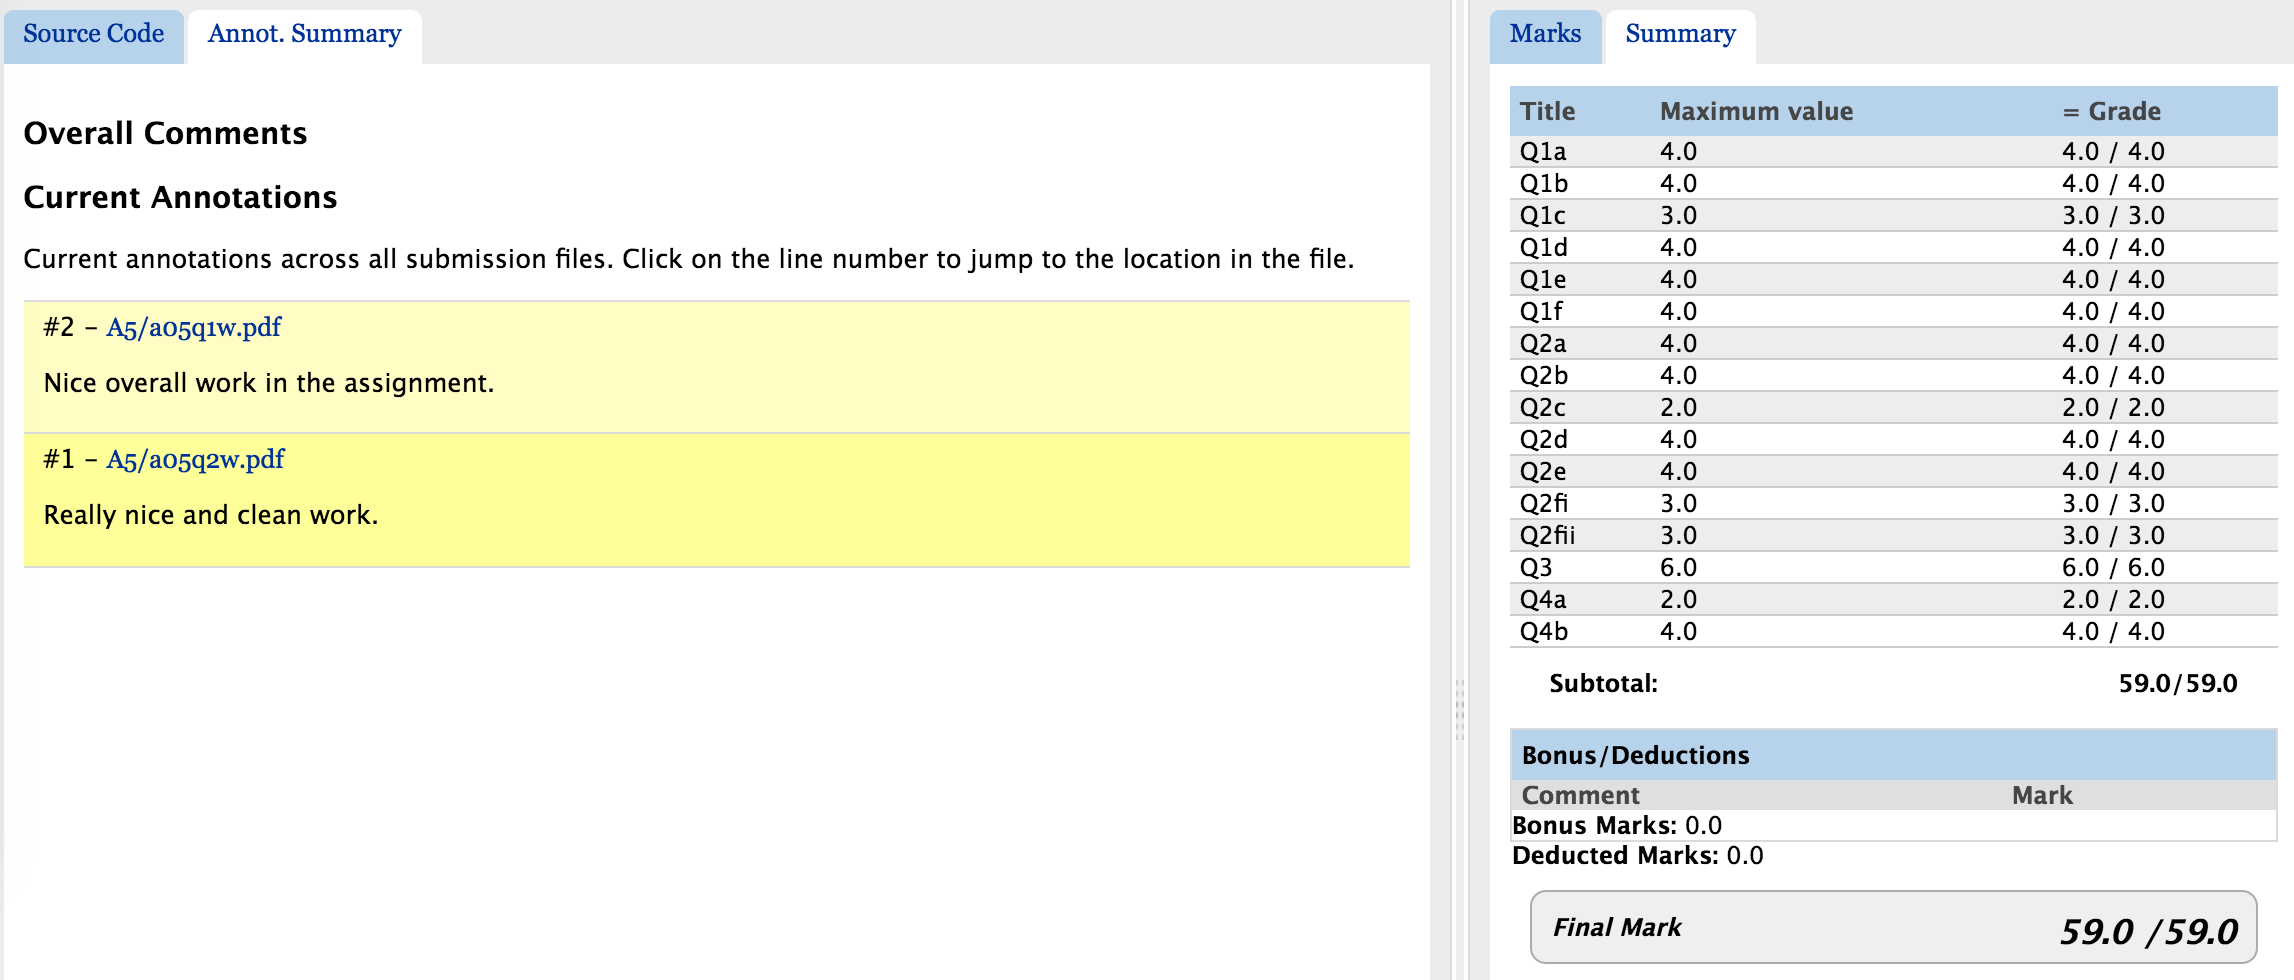 Source Code Annot. Summary
Overall Comments
Current Annotations
Current annotations across all submission files. Click on the line number to jump to the location in the file.
#2 - A5/a05q1w.pdf
Nice overall work in the assignment.
#1 - A5/a05q2w.pdf
Really nice and clean work.
Marks Summary
Title Maximum value = Grade
Q1a 4.0 4.0 / 4.0
Q1b 4.0 4.0 / 4.0
Q1c 3.0 3.0 / 3.0
Q1d 4.0 4.0 / 4.0
Q1e 4.0 4.0 / 4.0
Q1f 4.0 4.0 / 4.0
Q2a 4.0 4.0 / 4.0
Q2b 4.0 4.0 / 4.0
Q2c 2.0 2.0 / 2.0
Q2d 4.0 4.0 / 4.0
Q2e 4.0 4.0 / 4.0
Q2fi 3.0 3.0 / 3.0
Q2fii 3.0 3.0 / 3.0
Q3 6.0 6.0 / 6.0
Q4a 2.0 2.0 / 2.0
Q4b 4.0 4.0 / 4.0
Subtotal: 59.0/59.0
Bonus/Deductions
Comment Mark
Bonus Marks: 0.0
Deducted Marks: 0.0
Final Mark 59.0 /59.0